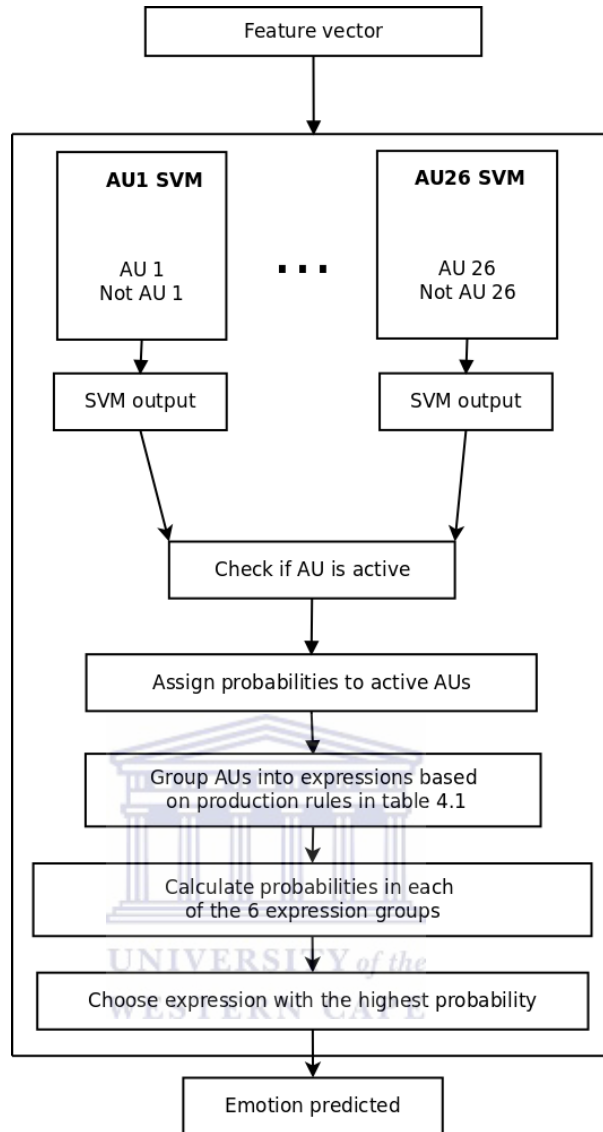 Feature vector
AU1 SVM
AU 1
Not AU 1
...
AU26 SVM
AU 26
Not AU 26
SVM output
SVM output
Check if AU is active
Assign probabilities to active AUs
Group AUs into expressions based
on production rules in table 4.1
Calculate probabilities in each
of the 6 expression groups
UNIVERSITY of the
Choose expression with the highest probability
WESTERN CAPE
Emotion predicted